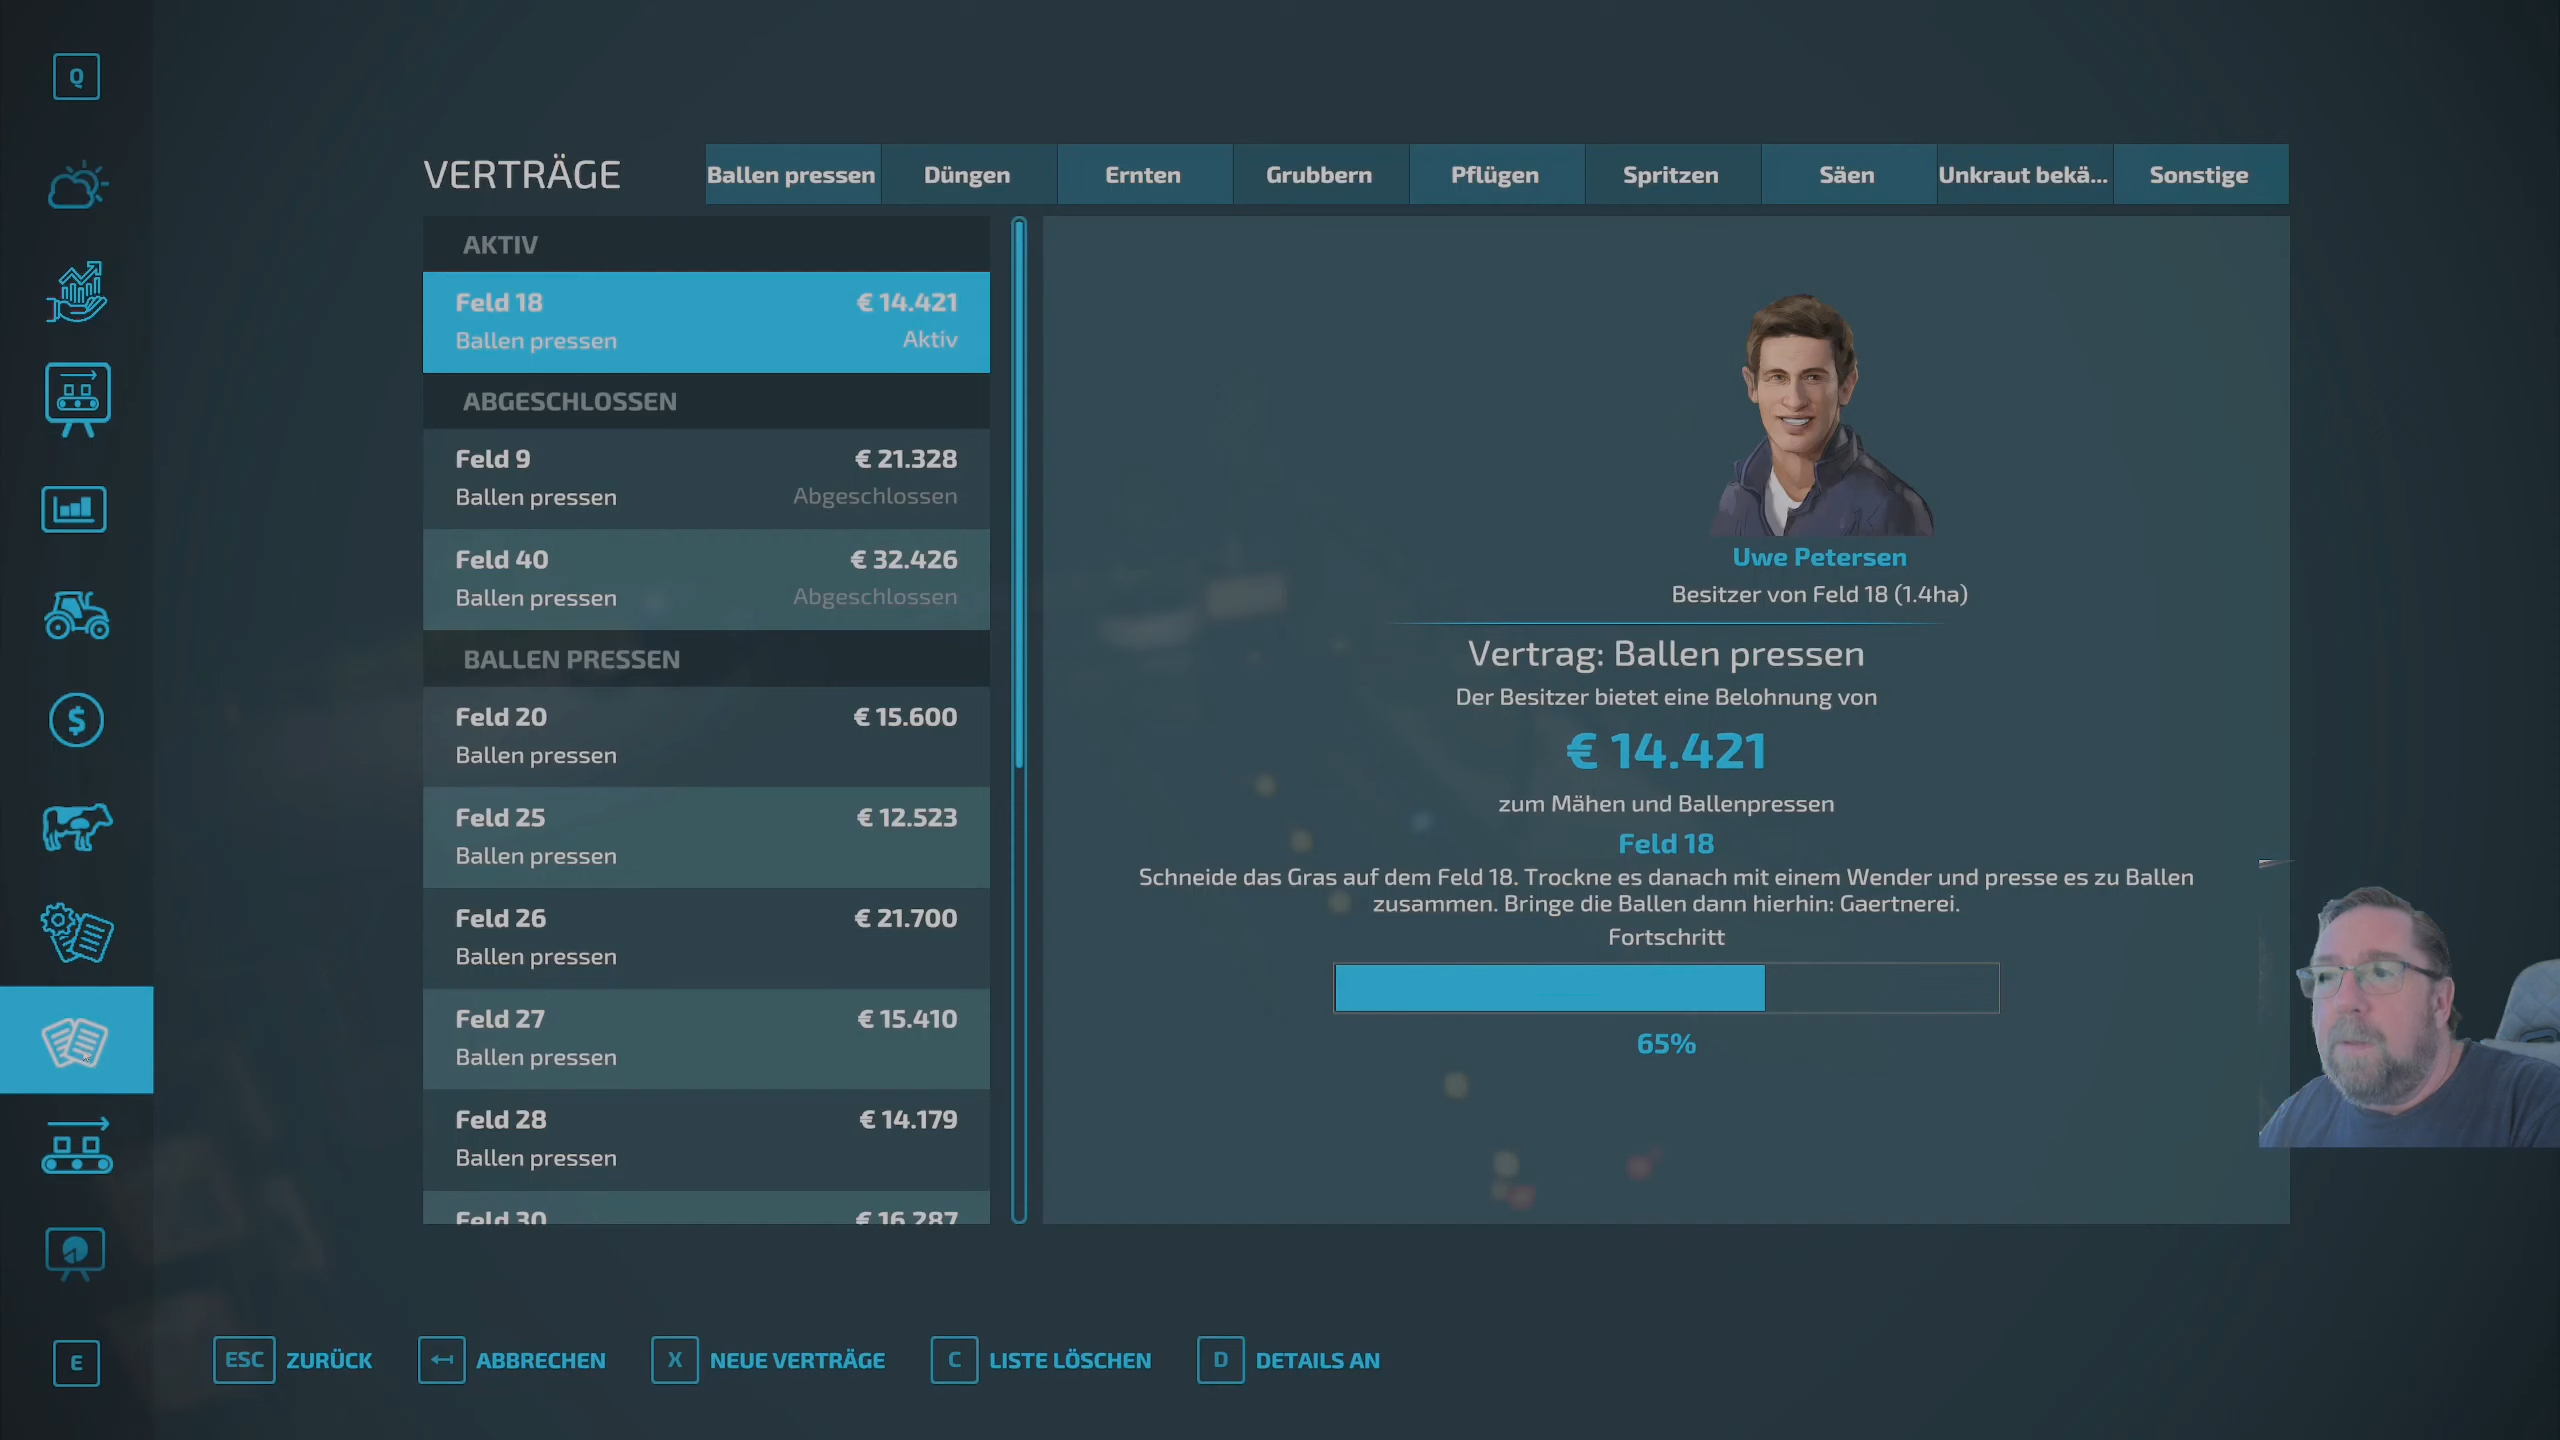 Q
VERTRÄGE
Ballen pressen
Düngen
Ernten
Grubbern
Pflügen
Spritzen
Säen
Unkraut bekä...
Sonstige
AKTIV
Feld 18 € 14.421
Ballen pressen Aktiv
ABGESCHLOSSEN
Feld 9 € 21.328
Ballen pressen Abgeschlossen
Feld 40 € 32.426
Ballen pressen Abgeschlossen
BALLEN PRESSEN
Feld 20 € 15.600
Ballen pressen
Feld 25 € 12.523
Ballen pressen
Feld 26 € 21.700
Ballen pressen
Feld 27 € 15.410
Ballen pressen
Feld 28 € 14.179
Ballen pressen
Feld 30 € 16.287
Uwe Petersen
Besitzer von Feld 18 (1.4ha)
Vertrag: Ballen pressen
Der Besitzer bietet eine Belohnung von
€ 14.421
zum Mähen und Ballenpressen
Feld 18
Schneide das Gras auf dem Feld 18. Trockne es danach mit einem Wender und presse es zu Ballen
zusammen. Bringe die Ballen dann hierhin: Gaertnerei.
Fortschritt
65%
E
ESC ZURÜCK
ABBRECHEN
X NEUE VERTRÄGE
C LISTE LÖSCHEN
D DETAILS AN